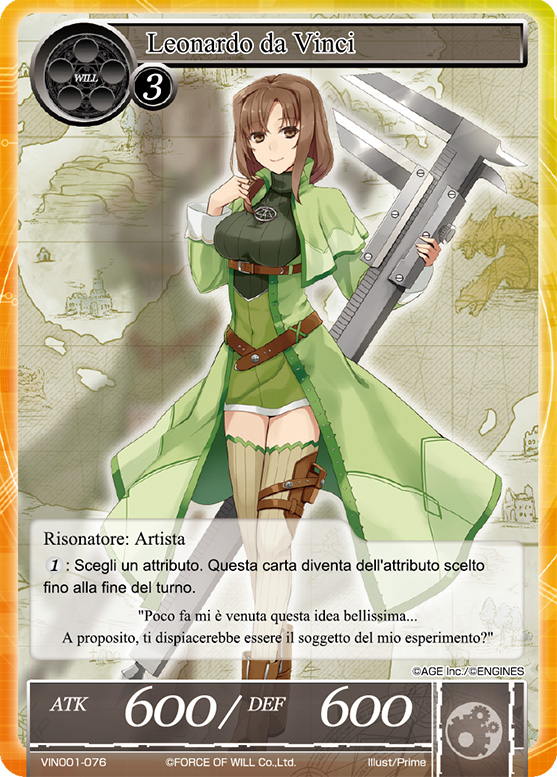 Leonardo da Vinci
WILL
3
Risonatore: Artista
1 : Scegli un attributo. Questa carta diventa dell'attributo scelto
fino alla fine del turno.
"Poco fa mi è venuta questa idea bellissima...
A proposito, ti dispiacerebbe essere il soggetto del mio esperimento?"
©AGE Inc./©ENGINES
ATK 600/ DEF 600
VIN001-076 ©FORCE OF WILL Co.,Ltd. Illust/Prime